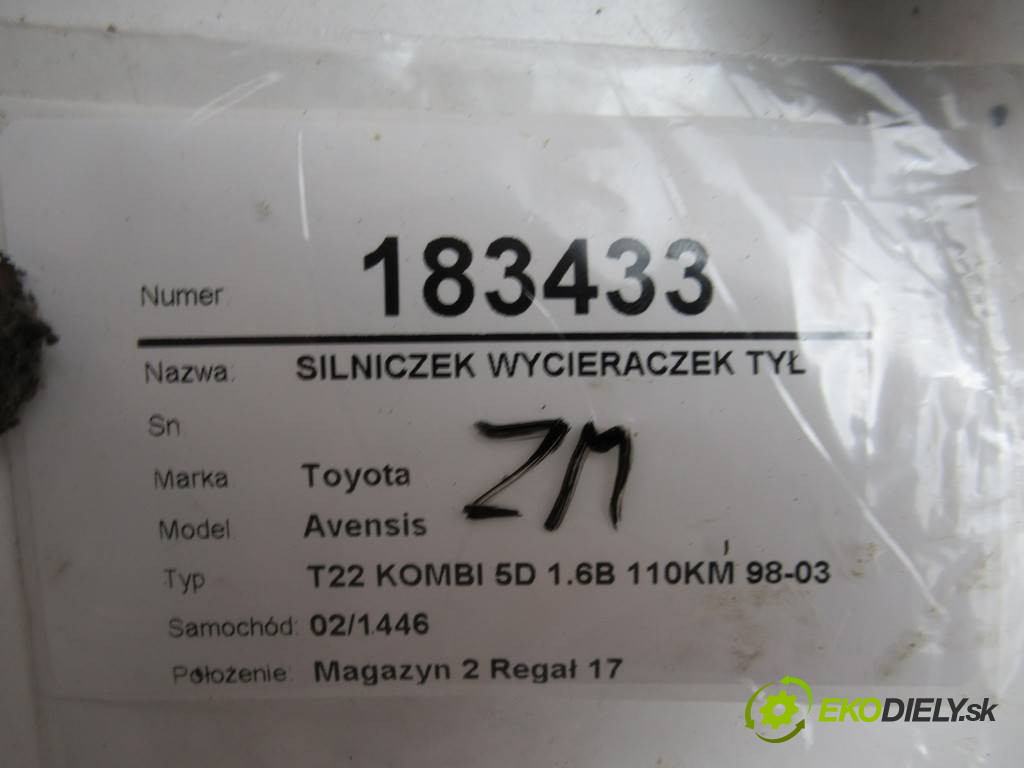 Numer 183433
Nazwa: SILNICZEK WYCIERACZEK TYŁ
Sn
ZM
Marka Toyota
Model Avensis
Typ T22 KOMBI 5D 1.6B 110KM 98-03
Samochód: 02/1446
Położenie: Magazyn 2 Regał 17
EKODIELY.sk